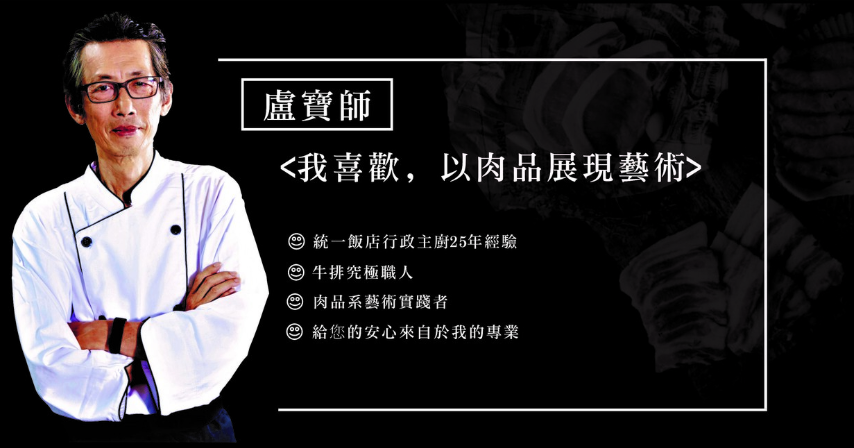 盧寶師
<我喜歡，以肉品展現藝術>
統一飯店行政主廚25年經驗
牛排究極職人
肉品系藝術實踐者
給您的安心來自於我的專業